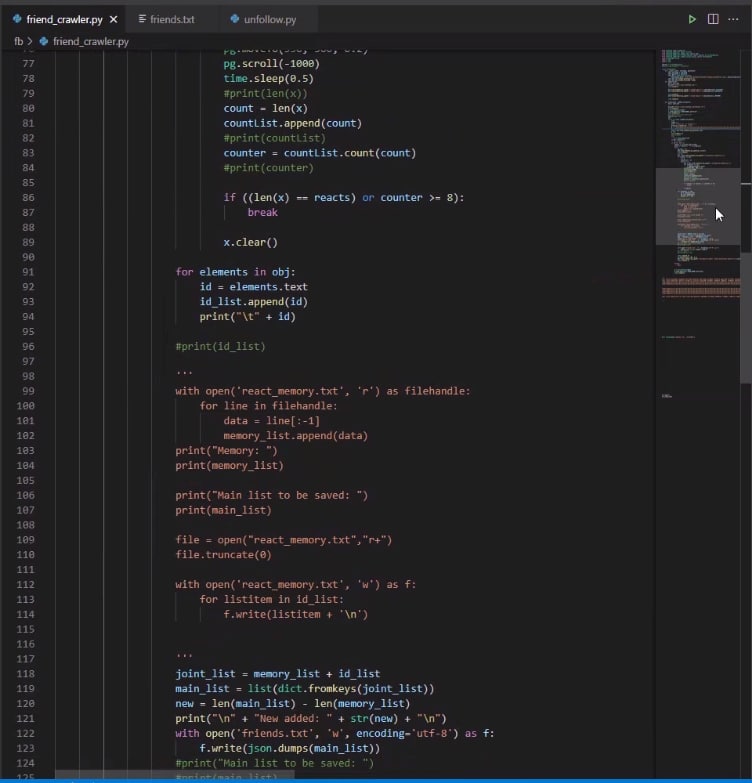 friend_crawler.py × friends.txt unfollow.py
fb > friend_crawler.py
77 pg.scroll(-1000)
78 time.sleep(0.5)
79 #print(len(x))
80 count = len(x)
81 countList.append(count)
82 #print(countList)
83 counter = countList.count(count)
84 #print(counter)
85
86 if ((len(x) == reacts) or counter >= 8):
87 break
88
89 x.clear()
90
91 for elements in obj:
92 id = elements.text
93 id_list.append(id)
94 print("\t" + id)
95
96 #print(id_list)
97
98 '''
99 with open('react_memory.txt', 'r') as filehandle:
100 for line in filehandle:
101 data = line[:-1]
102 memory_list.append(data)
103 print("Memory: ")
104 print(memory_list)
105
106 print("Main list to be saved: ")
107 print(main_list)
108
109 file = open("react_memory.txt","r+")
110 file.truncate(0)
111
112 with open('react_memory.txt', 'w') as f:
113 for listitem in id_list:
114 f.write(listitem + '\n')
115
116
117 '''
118 joint_list = memory_list + id_list
119 main_list = list(dict.fromkeys(joint_list))
120 new = len(main_list) - len(memory_list)
121 print("\n" + "New added: " + str(new) + "\n")
122 with open('friends.txt', 'w', encoding='utf-8') as f:
123 f.write(json.dumps(main_list))
124 #print("Main list to be saved: ")
125 #print(main_list)